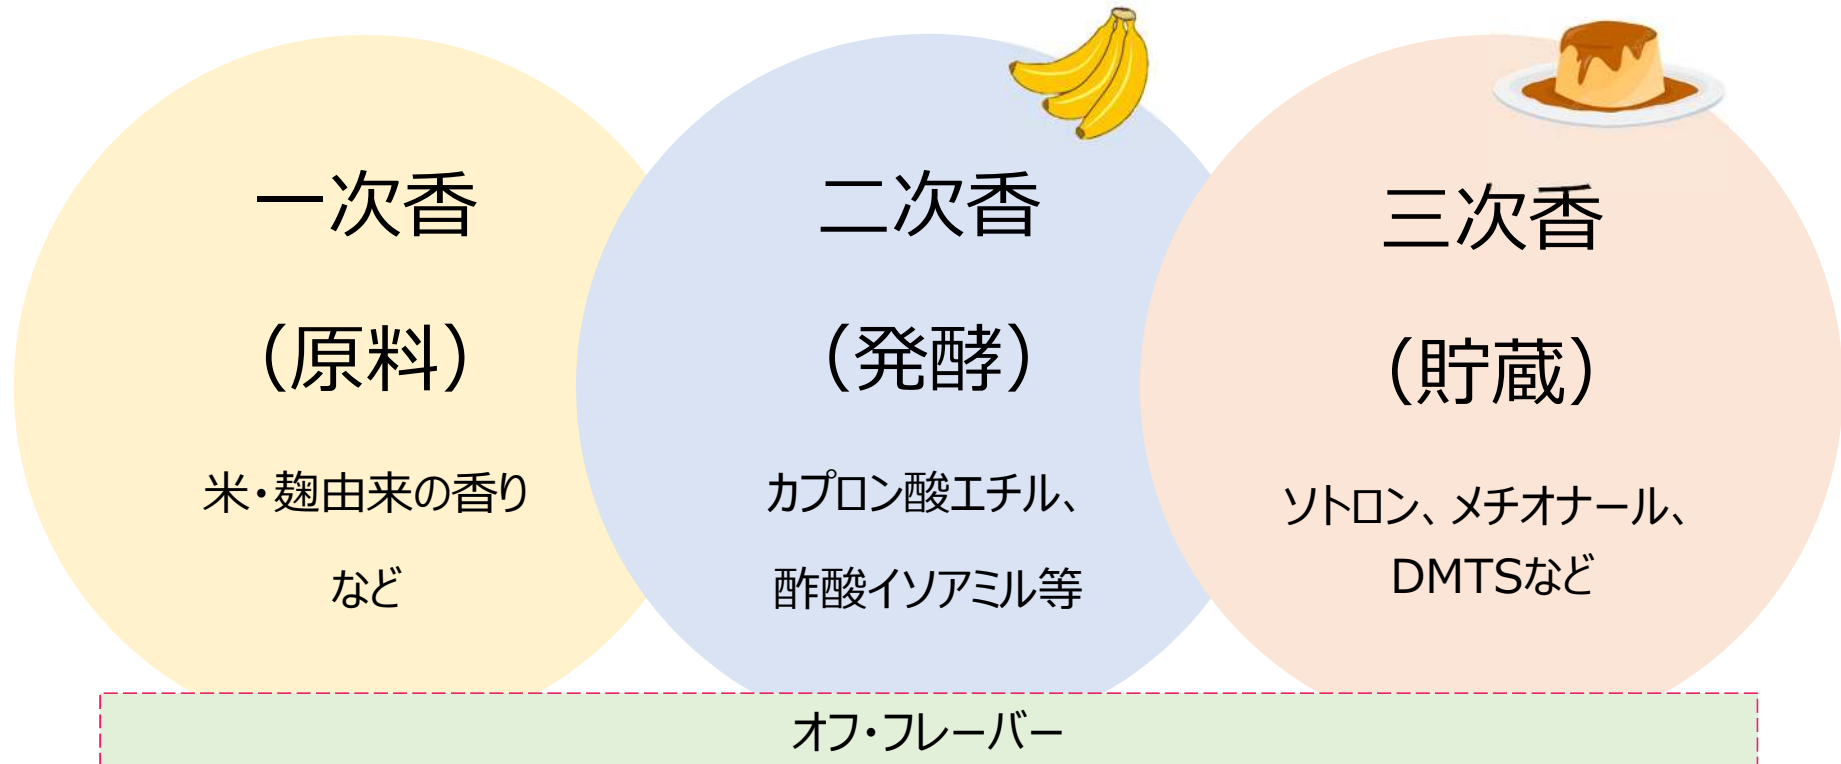 一次香
（原料）
米・麹由来の香り
など
二次香
（発酵）
カプロン酸エチル、
酢酸イソアミル等
三次香
（貯蔵）
ソトロン、メチオナール、
DMTSなど
オフ・フレーバー